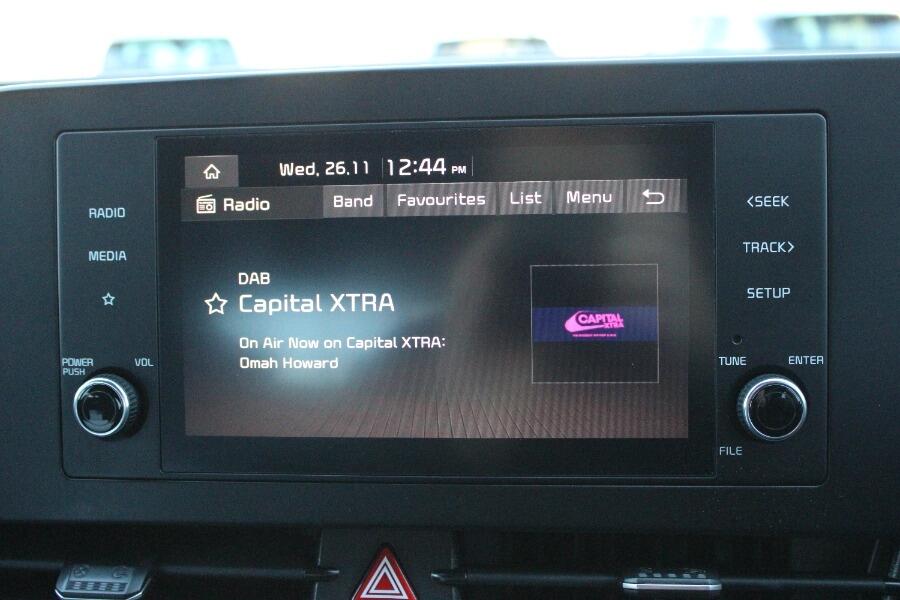 Wed, 26.11 12:44 PM
Radio Band Favourites List Menu
DAB
Capital XTRA
On Air Now on Capital XTRA:
Omah Howard
CAPITAL
XTRA
RADIO
MEDIA
POWER
PUSH
VOL
<SEEK
TRACK>
SETUP
TUNE
ENTER
FILE